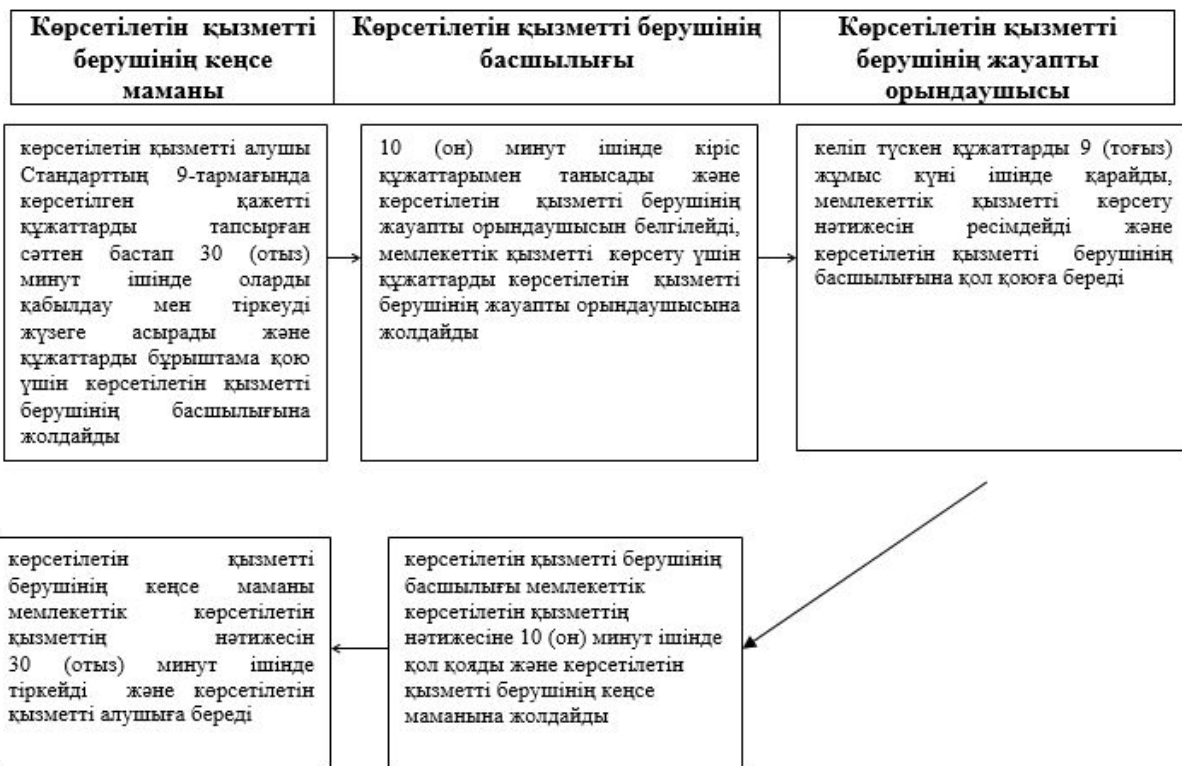 Көрсетілетін қызметті
берушінің кеңсе
маманы
Көрсетілетін қызметті берушінің
басшылығы
Көрсетілетін қызметті
берушінің жауапты
орындаушысы
көрсетілетін қызметті алушы
Стандарттың 9-тармағында
көрсетілген қажетті
құжаттарды тапсырған
сәттен бастап 30 (отыз)
минут ішінде оларды
қабылдау мен тіркеуді
жүзеге асырады және
құжаттарды бұрыштама қою
үшін көрсетілетін қызметті
берушінің басшылығына
жолдайды
10 (он) минут ішінде кіріс
құжаттарымен танысады және
көрсетілетін қызметті берушінің
жауапты орындаушысын белгілейді,
мемлекеттік қызметті көрсету үшін
құжаттарды көрсетілетін қызметті
берушінің жауапты орындаушысына
жолдайды
келіп түскен құжаттарды 9 (тоғыз)
жұмыс күні ішінде қарайды,
мемлекеттік қызметті көрсету
нәтижесін ресімдейді және
көрсетілетін қызметті берушінің
басшылығына қол қоюға береді
көрсетілетін қызметті
берушінің кеңсе маманы
мемлекеттік көрсетілетін
қызметтің нәтижесін
30 (отыз) минут ішінде
тіркейді және көрсетілетін
қызметті алушыға береді
көрсетілетін қызметті берушінің
басшылығы мемлекеттік
көрсетілетін қызметтің
нәтижесіне 10 (он) минут ішінде
қол қояды және көрсетілетін
қызметті берушінің кеңсе
маманына жолдайды